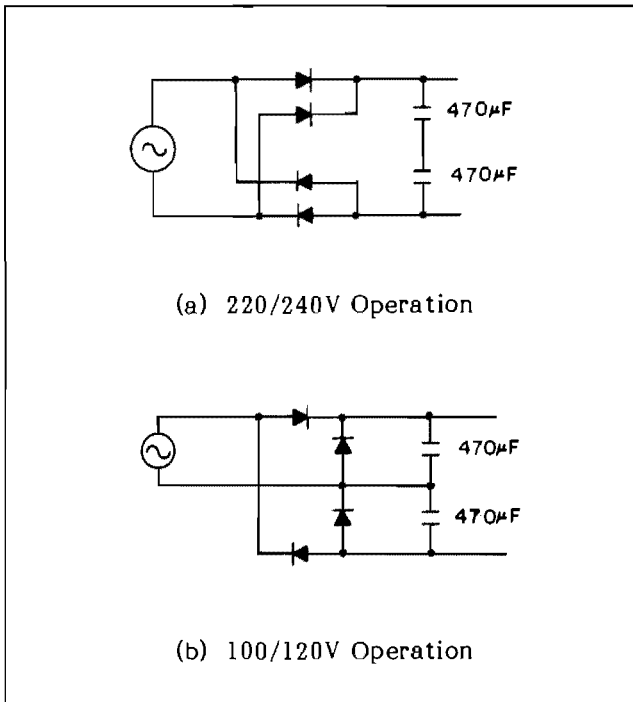 470μF
470μF
(a) 220/240V Operation
470μF
470μF
(b) 100/120V Operation